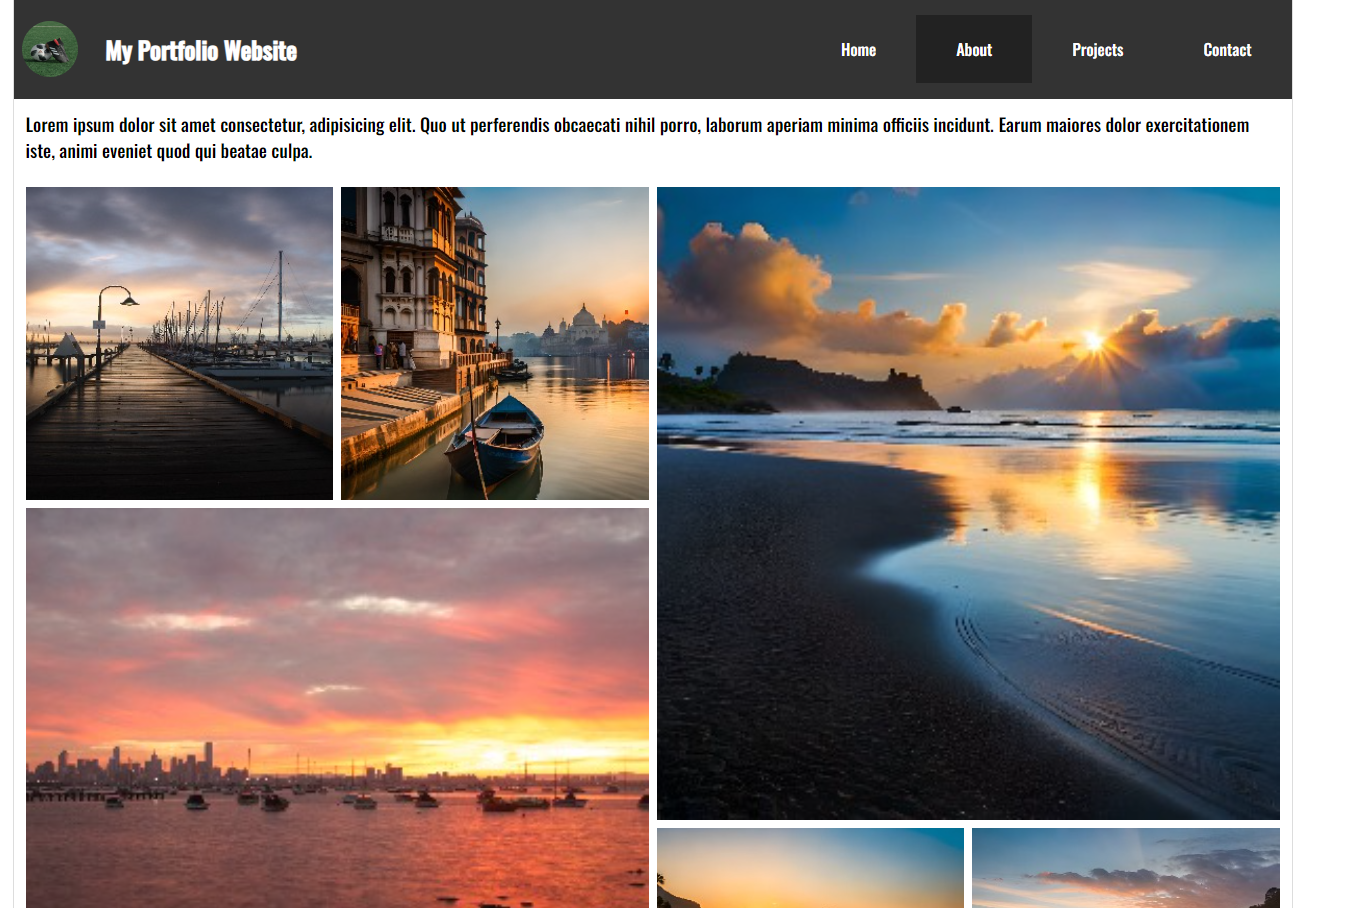 My Portfolio Website
Home
About
Projects
Contact
Lorem ipsum dolor sit amet consectetur, adipisicing elit. Quo ut perferendis obcaecati nihil porro, laborum aperiam minima officiis incidunt. Earum maiores dolor exercitationem
iste, animi eveniet quod qui beatae culpa.